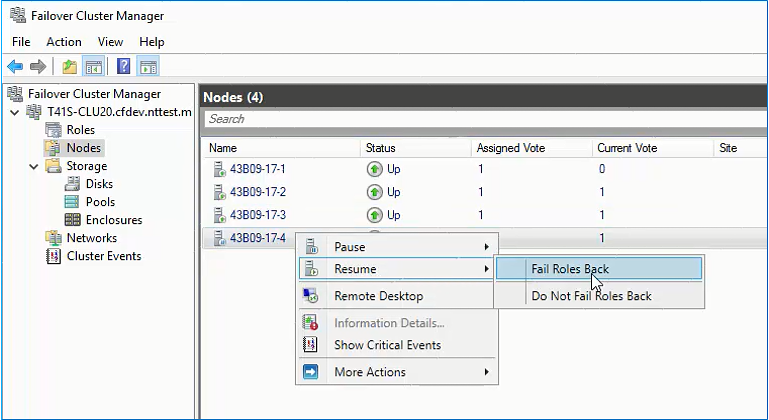 Failover Cluster Manager
File Action View Help
Failover Cluster Manager
T41S-CLU20.cfdev.nttest.m
Roles
Nodes
Storage
Disks
Pools
Enclosures
Networks
Cluster Events
Nodes (4)
Search
Name Status Assigned Vote Current Vote Site
43B09-17-1 Up 1 0
43B09-17-2 Up 1 1
43B09-17-3 Up 1 1
43B09-17-4 1
Pause
Resume
Remote Desktop
Information Details...
Show Critical Events
More Actions
Fail Roles Back
Do Not Fail Roles Back